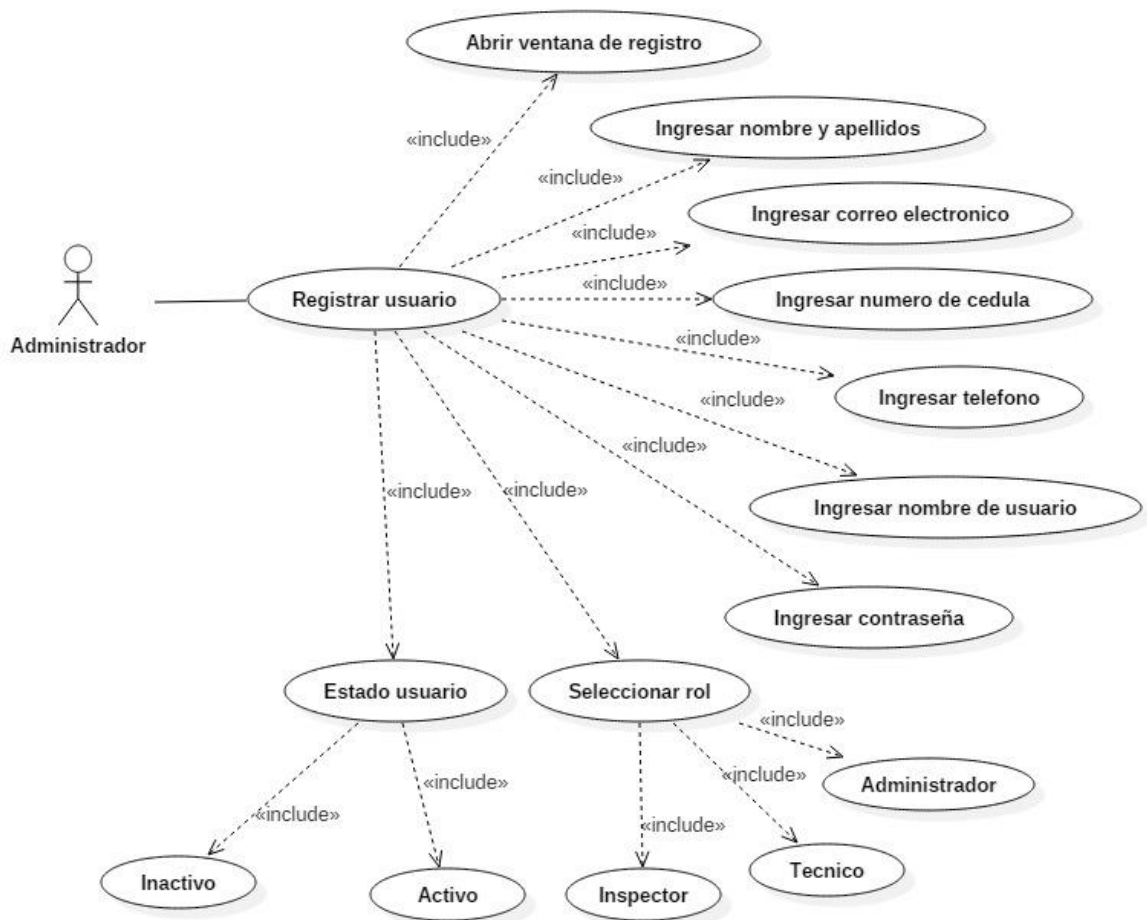 Abrir ventana de registro
«include»
Ingresar nombre y apellidos
«include»
Ingresar correo electronico
«include»
Registrar usuario
«include»
Ingresar numero de cedula
Administrador
«include»
Ingresar telefono
«include»
Ingresar nombre de usuario
«include»
Ingresar contraseña
«include»
«include»
Estado usuario
Seleccionar rol
«include»
Administrador
«include»
«include»
«include»
«include»
Tecnico
Inactivo
Activo
Inspector